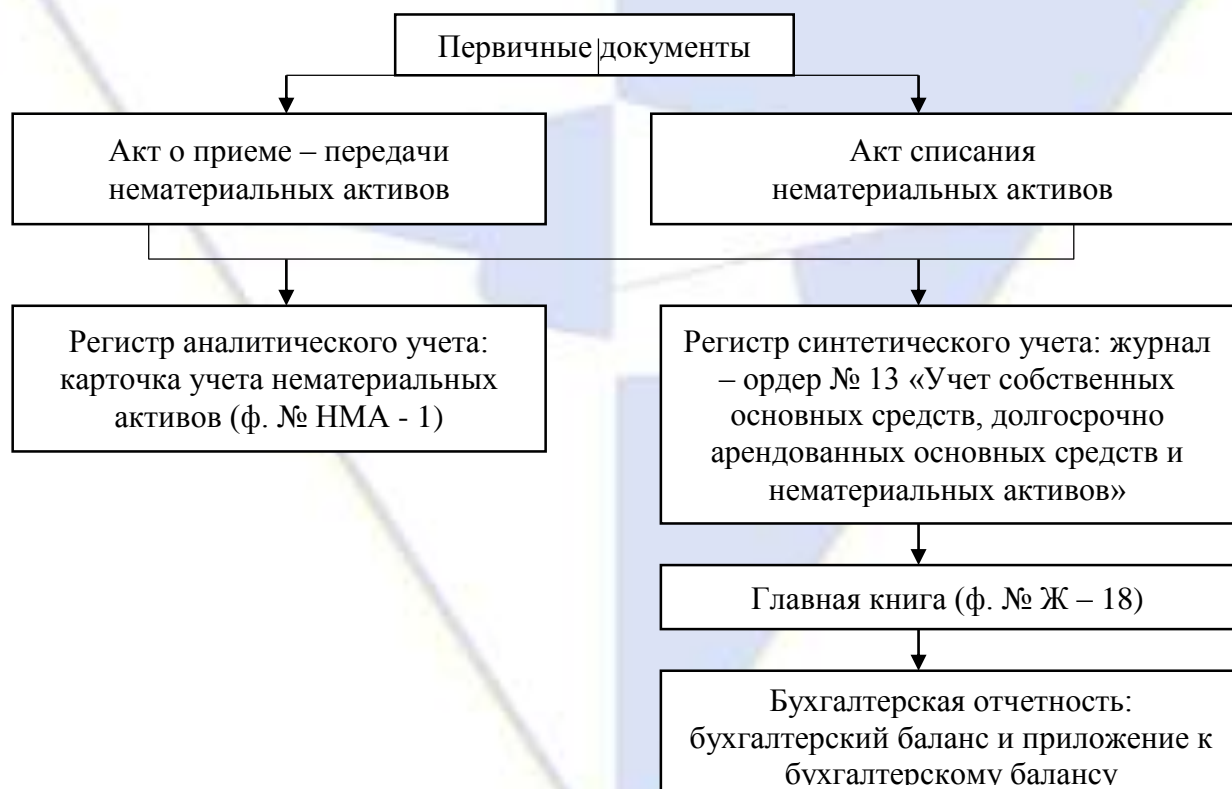 Первичные документы
Акт о приеме – передачи
нематериальных активов
Акт списания
нематериальных активов
Регистр аналитического учета:
карточка учета нематериальных
активов (ф. № НМА - 1)
Регистр синтетического учета: журнал
– ордер № 13 «Учет собственных
основных средств, долгосрочно
арендованных основных средств и
нематериальных активов»
Главная книга (ф. № Ж – 18)
Бухгалтерская отчетность:
бухгалтерский баланс и приложение к
бухгалтерскому балансу